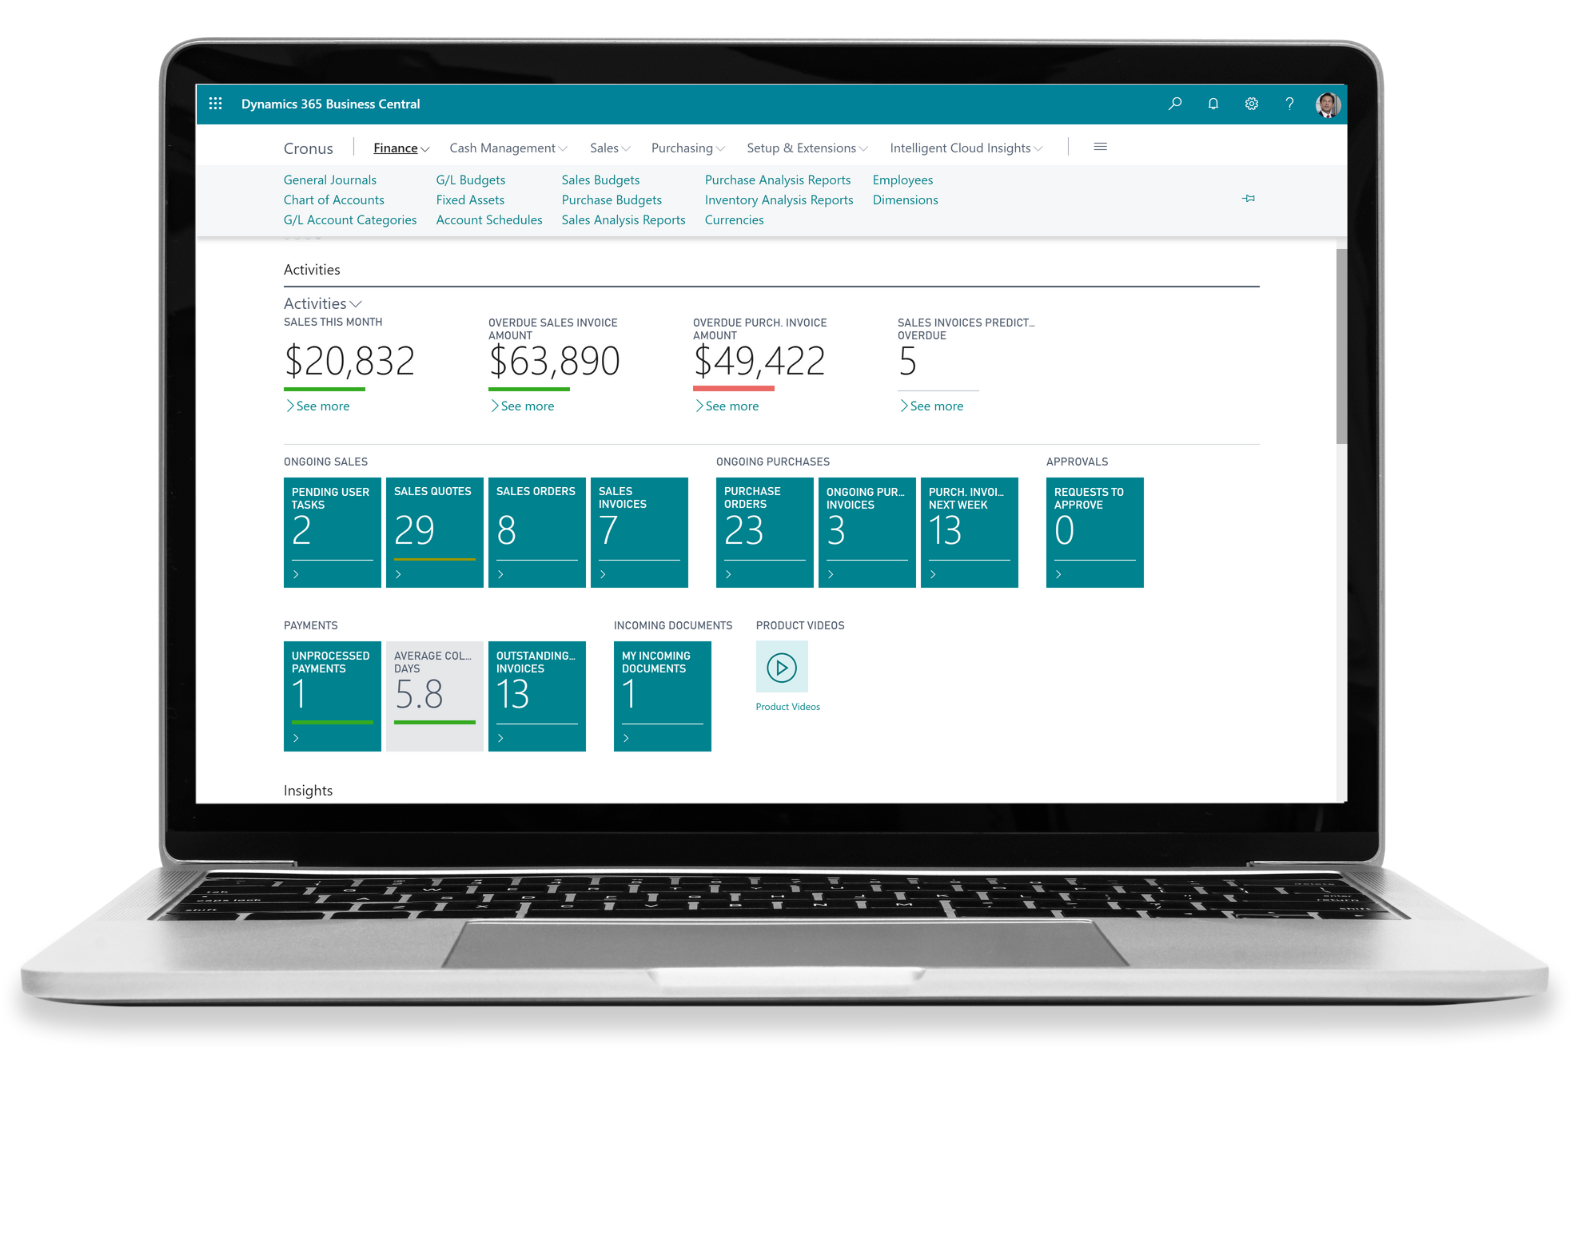 Dynamics 365 Business Central
?
Cronus
Finance
Cash Management
Sales
Purchasing
Setup & Extensions
Intelligent Cloud Insights
General Journals
G/L Budgets
Sales Budgets
Purchase Analysis Reports
Employees
Chart of Accounts
Fixed Assets
Purchase Budgets
Inventory Analysis Reports
Dimensions
G/L Account Categories
Account Schedules
Sales Analysis Reports
Currencies
Activities
Activities
SALES THIS MONTH
$20,832
See more
OVERDUE SALES INVOICE
AMOUNT
$63,890
See more
OVERDUE PURCH. INVOICE
AMOUNT
$49,422
See more
SALES INVOICES PREDICT...
OVERDUE
5
See more
ONGOING SALES
PENDING USER
TASKS
2
SALES QUOTES
29
SALES ORDERS
8
SALES
INVOICES
7
ONGOING PURCHASES
PURCHASE
ORDERS
23
ONGOING PUR...
INVOICES
3
PURCH. INVOI...
NEXT WEEK
13
APPROVALS
REQUESTS TO
APPROVE
0
PAYMENTS
UNPROCESSED
PAYMENTS
1
AVERAGE COL...
DAYS
5.8
OUTSTANDING...
INVOICES
13
INCOMING DOCUMENTS
MY INCOMING
DOCUMENTS
1
PRODUCT VIDEOS
Product Videos
Insights
caps lock
shift
return
shift